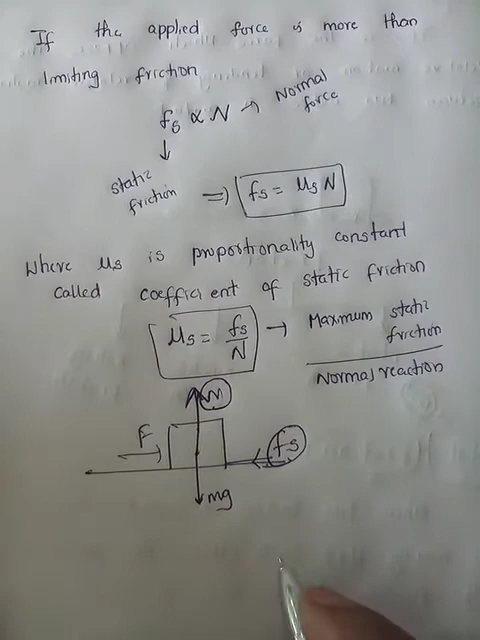 If the applied force is more than
limiting friction
fs ∝ N → Normal force
↓
static friction ⇒ fs = μs N
Where μs is proportionality constant
called coefficient of static friction
μs = fs/N → Maximum static friction / Normal reaction
N
F
fs
mg